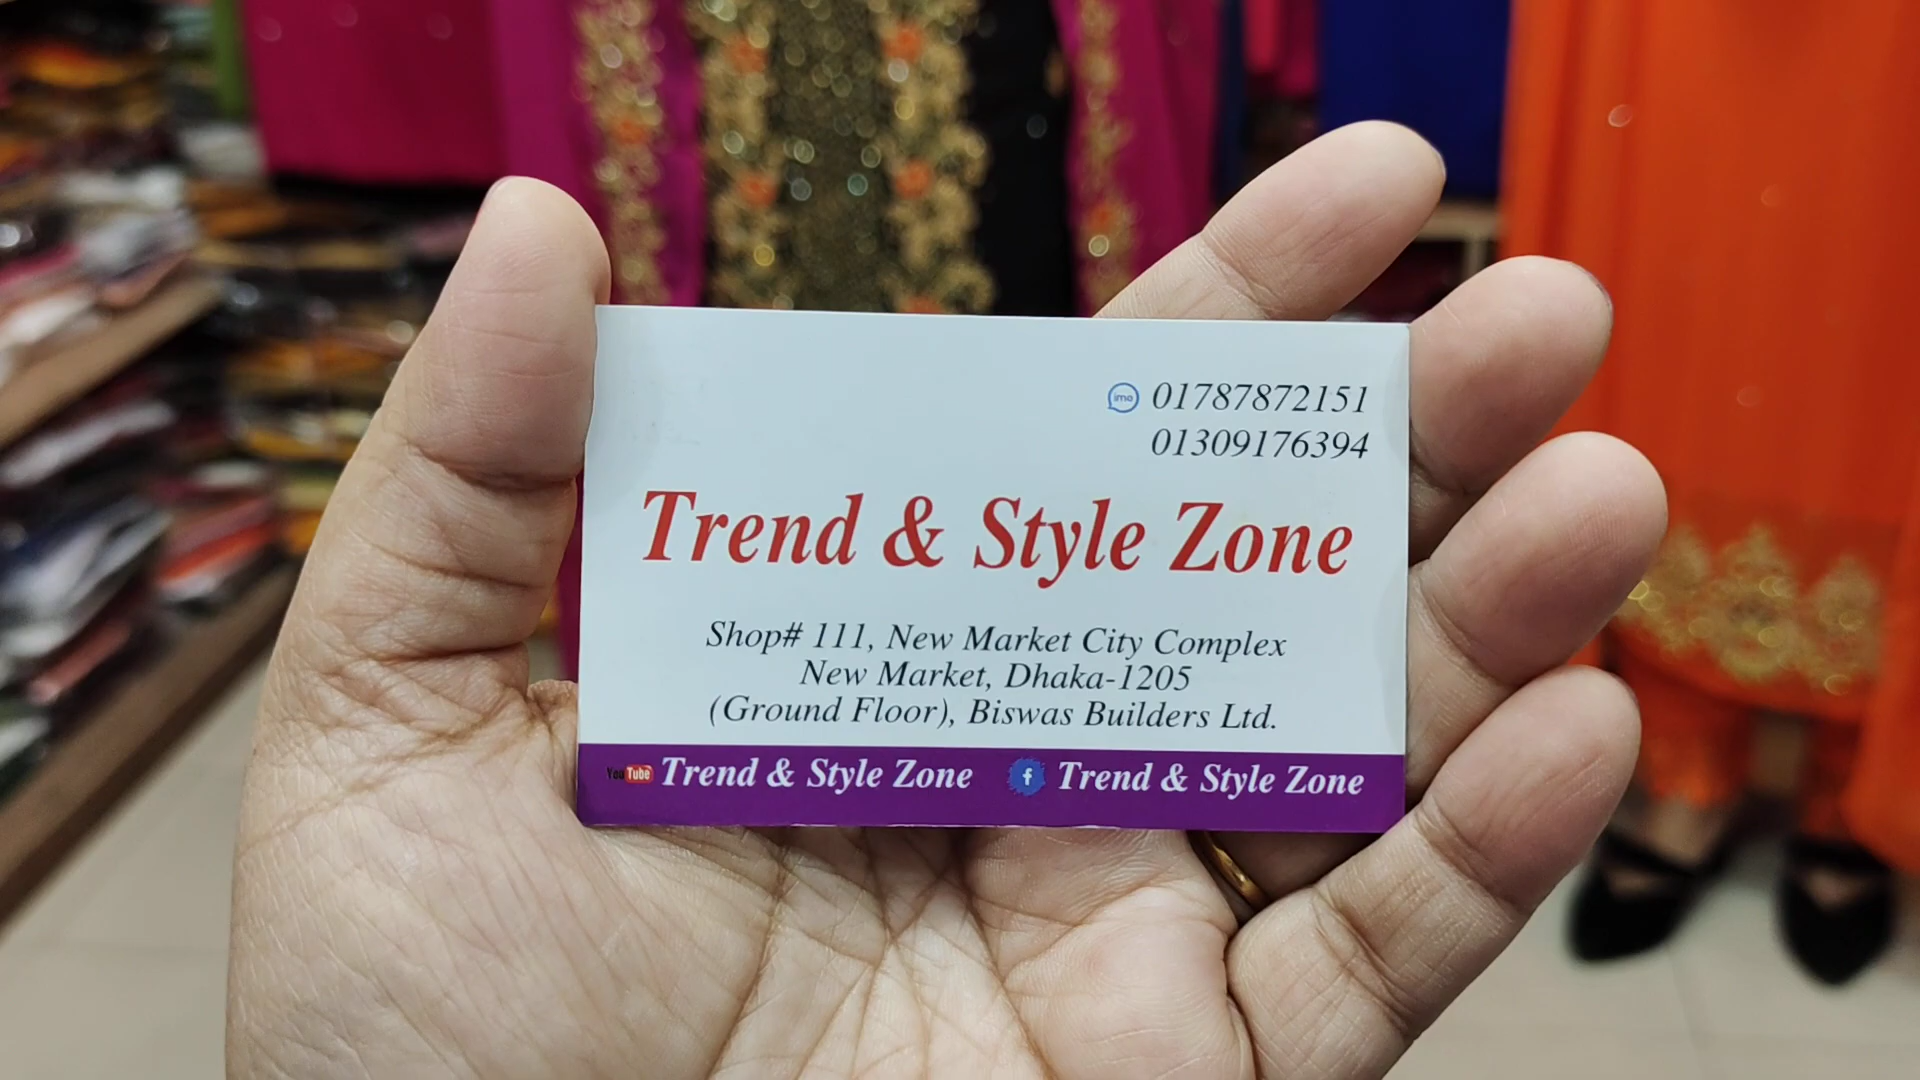 imo 01787872151
01309176394
Trend & Style Zone
Shop# 111, New Market City Complex
New Market, Dhaka-1205
(Ground Floor), Biswas Builders Ltd.
YouTube Trend & Style Zone f Trend & Style Zone